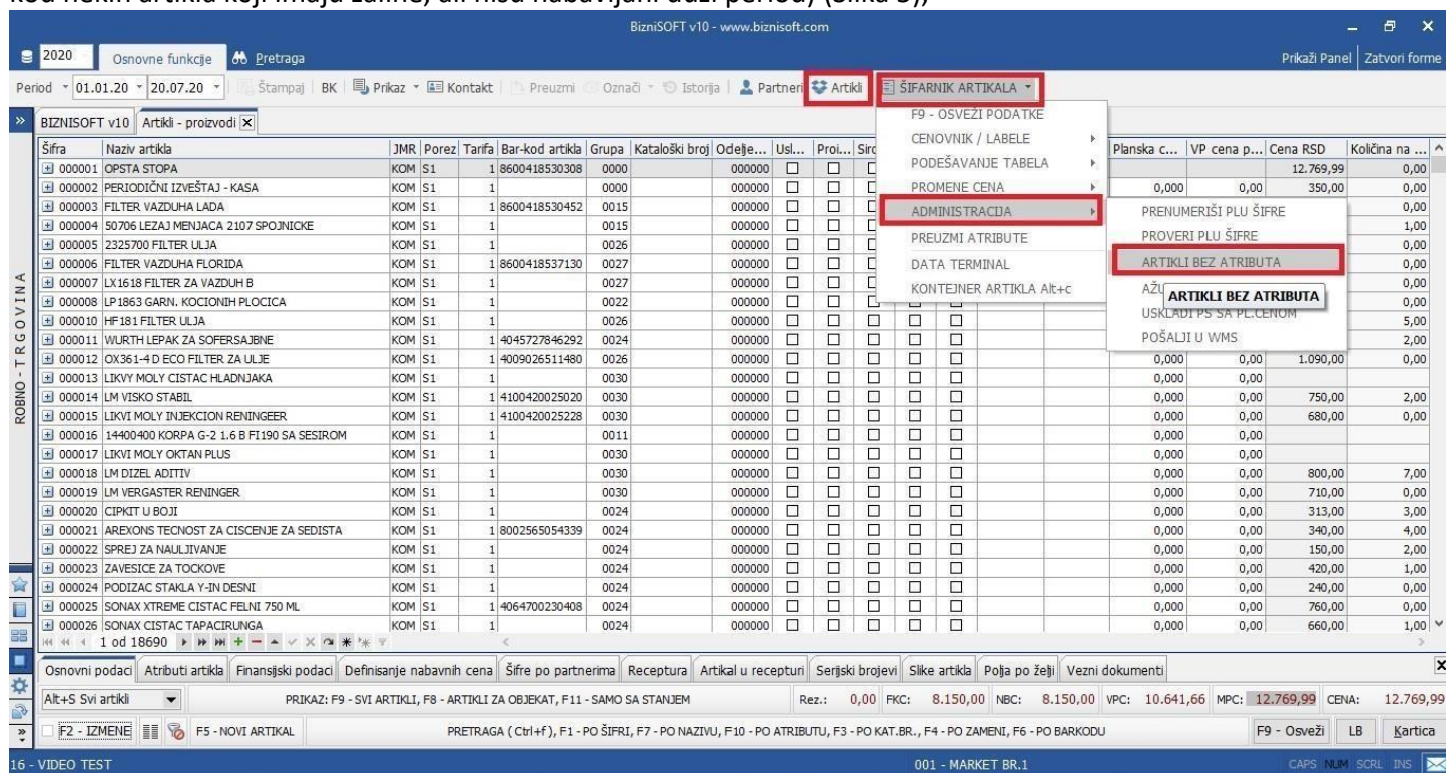 BizniSOFT v10 - www.biznisoft.com
2020 Osnovne funkcije Pretraga Prikaži Panel Zatvori forme
Period 01.01.20 20.07.20 Štampaj BK Prikaz Kontakt Preuzmi Označi Istorija Partneri Artikli ŠIFARNIK ARTIKALA
BIZNISOFT v10 Artikli - proizvodi
F9 - OSVEŽI PODATKE
CENOVNIK / LABELE
PODEŠAVANJE TABELA
PROMENE CENA
ADMINISTRACIJA
PREUZMI ATRIBUTE
DATA TERMINAL
KONTEJNER ARTIKLA Alt+c
PRENUMERIŠI PLU ŠIFRE
PROVERI PLU ŠIFRE
ARTIKLI BEZ ATRIBUTA
ARTIKLI BEZ ATRIBUTA
USKLADI PS SA PL.CENOM
POŠALJI U WMS
Šifra Naziv artikla JMR Porez Tarifa Bar-kod artikla Grupa Kataloški broj Odelje... Usl... Proi... Planska c... VP cena p... Cena RSD Količina na ...
000001 OPSTA STOPA KOM S1 1 8600418530308 0000 000000 12.769,99 0,00
000002 PERIODIČNI IZVEŠTAJ - KASA KOM S1 1 0000 000000 0,000 0,00 350,00 0,00
000003 FILTER VAZDUHA LADA KOM S1 1 8600418530452 0015 000000 0,00
000004 50706 LEZAJ MENJACA 2107 SPOJNICKE KOM S1 1 0015 000000 1,00
000005 2325700 FILTER ULJA KOM S1 1 0026 000000 0,00
000006 FILTER VAZDUHA FLORIDA KOM S1 1 8600418537130 0027 000000 0,00
000007 LX1618 FILTER ZA VAZDUH B KOM S1 1 0027 000000 0,00
000008 LP1863 GARN. KOCIONIH PLOCICA KOM S1 1 0022 000000 0,00
000010 HF181 FILTER ULJA KOM S1 1 0026 000000 5,00
000011 WURTH LEPAK ZA SOFERSAJBNE KOM S1 1 4045727846292 0024 000000 2,00
000012 OX361-4 D ECO FILTER ZA ULJE KOM S1 1 4009026511480 0026 000000 0,000 0,00 1.090,00 0,00
000013 LIKVY MOLY CISTAC HLADNJAKA KOM S1 1 0030 000000 0,000 0,00
000014 LM VISKO STABIL KOM S1 1 4100420025020 0030 000000 0,000 0,00 750,00 2,00
000015 LIKVI MOLY INJEKCION RENINGEER KOM S1 1 4100420025228 0030 000000 0,000 0,00 680,00 0,00
000016 14400400 KORPA G-2 1.6 B FI190 SA SESIROM KOM S1 1 0011 000000 0,000 0,00
000017 LIKVI MOLY OKTAN PLUS KOM S1 1 0030 000000 0,000 0,00
000018 LM DIZEL ADITIV KOM S1 1 0030 000000 0,000 0,00 800,00 7,00
000019 LM VERGASTER RENINGER KOM S1 1 0030 000000 0,000 0,00 710,00 0,00
000020 CIPKIT U BOJI KOM S1 1 0024 000000 0,000 0,00 313,00 3,00
000021 AREXONS TECNOST ZA CISCENJE ZA SEDISTA KOM S1 1 8002565054339 0024 000000 0,000 0,00 340,00 4,00
000022 SPREJ ZA NAULJIVANJE KOM S1 1 0024 000000 0,000 0,00 150,00 2,00
000023 ZAVESICE ZA TOCKOVE KOM S1 1 0024 000000 0,000 0,00 420,00 1,00
000024 PODIZAC STAKLA Y-IN DESNI KOM S1 1 0024 000000 0,000 0,00 240,00 0,00
000025 SONAX XTREME CISTAC FELNI 750 ML KOM S1 1 4064700230408 0024 000000 0,000 0,00 760,00 0,00
000026 SONAX CISTAC TAPACIRUNGA KOM S1 1 0024 000000 0,000 0,00 660,00 1,00
ROBNO - TRGOVINA
1 od 18690
Osnovni podaci Atributi artikla Finansijski podaci Definisanje nabavnih cena Šifre po partnerima Receptura Artikal u recepturi Serijski brojevi Slike artikla Polja po želji Vezni dokumenti
Alt+S Svi artikli PRIKAZ: F9 - SVI ARTIKLI, F8 - ARTIKLI ZA OBJEKAT, F11 - SAMO SA STANJEM Rez.: 0,00 FKC: 8.150,00 NBC: 8.150,00 VPC: 10.641,66 MPC: 12.769,99 CENA: 12.769,99
F2 - IZMENE F5 - NOVI ARTIKAL PRETRAGA ( Ctrl+f ), F1 - PO ŠIFRI, F7 - PO NAZIVU, F10 - PO ATRIBUTU, F3 - PO KAT.BR., F4 - PO ZAMENI, F6 - PO BARKODU F9 - Osveži LB Kartica
16 - VIDEO TEST 001 - MARKET BR.1 CAPS NUM SCRL INS